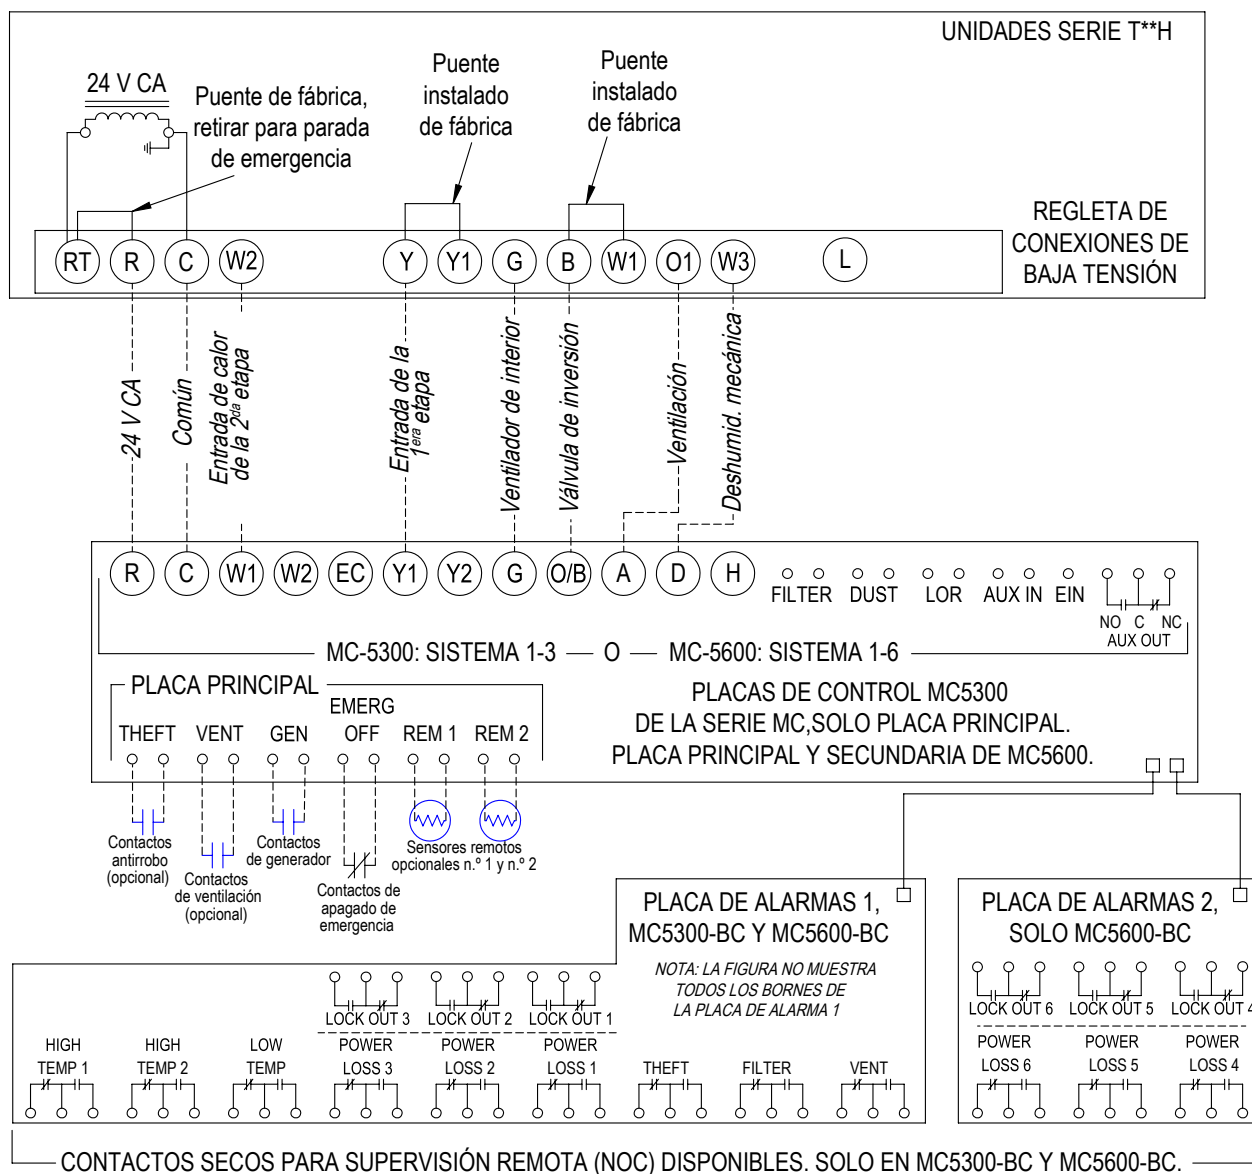 UNIDADES SERIE T**H
24 V CA
Puente de fábrica,
retirar para parada
de emergencia
Puente
instalado
de fábrica
Puente
instalado
de fábrica
REGLETA DE
CONEXIONES DE
BAJA TENSIÓN
RT R C W2 Y Y1 G B W1 O1 W3 L
24 V CA
Común
Entrada de calor
de la 2da etapa
Entrada de la
1era etapa
Ventilador de interior
Válvula de inversión
Ventilación
Deshumid. mecánica
R C W1 W2 EC Y1 Y2 G O/B A D H
FILTER DUST LOR AUX IN EIN
NO C NC
AUX OUT
MC-5300: SISTEMA 1-3 — O — MC-5600: SISTEMA 1-6
PLACA PRINCIPAL
PLACAS DE CONTROL MC5300
DE LA SERIE MC,SOLO PLACA PRINCIPAL.
PLACA PRINCIPAL Y SECUNDARIA DE MC5600.
EMERG
THEFT VENT GEN OFF REM 1 REM 2
Contactos
antirrobo
(opcional)
Contactos
de ventilación
(opcional)
Contactos
de generador
Contactos de
apagado de
emergencia
Sensores remotos
opcionales n.º 1 y n.º 2
PLACA DE ALARMAS 1,
MC5300-BC Y MC5600-BC
NOTA: LA FIGURA NO MUESTRA
TODOS LOS BORNES DE
LA PLACA DE ALARMA 1
PLACA DE ALARMAS 2,
SOLO MC5600-BC
LOCK OUT 3 LOCK OUT 2 LOCK OUT 1
LOCK OUT 6 LOCK OUT 5 LOCK OUT 4
HIGH
TEMP 1
HIGH
TEMP 2
LOW
TEMP
POWER
LOSS 3
POWER
LOSS 2
POWER
LOSS 1
THEFT
FILTER
VENT
POWER
LOSS 6
POWER
LOSS 5
POWER
LOSS 4
CONTACTOS SECOS PARA SUPERVISIÓN REMOTA (NOC) DISPONIBLES. SOLO EN MC5300-BC Y MC5600-BC.